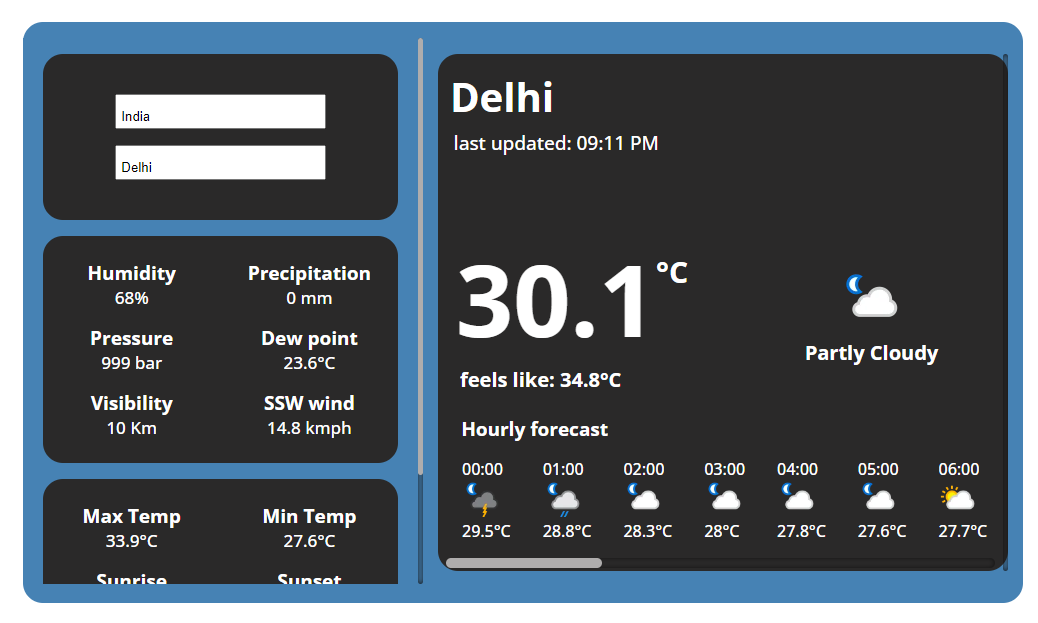 India
Delhi
Humidity Precipitation
68% 0 mm
Pressure Dew point
999 bar 23.6°C
Visibility SSW wind
10 Km 14.8 kmph
Max Temp Min Temp
33.9°C 27.6°C
Sunrise Sunset
Delhi
last updated: 09:11 PM
30.1 °C
Partly Cloudy
feels like: 34.8°C
Hourly forecast
00:00 01:00 02:00 03:00 04:00 05:00 06:00
29.5°C 28.8°C 28.3°C 28°C 27.8°C 27.6°C 27.7°C